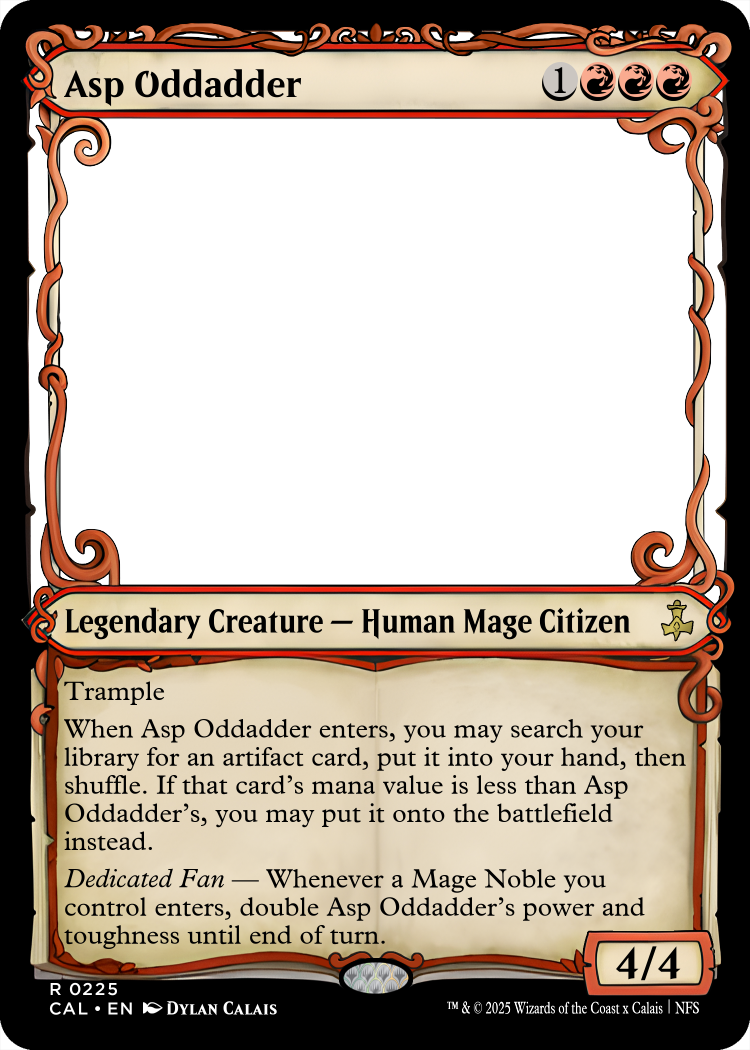 Asp Oddadder 1
Legendary Creature — Human Mage Citizen
Trample
When Asp Oddadder enters, you may search your
library for an artifact card, put it into your hand, then
shuffle. If that card's mana value is less than Asp
Oddadder's, you may put it onto the battlefield
instead.
Dedicated Fan — Whenever a Mage Noble you
control enters, double Asp Oddadder's power and
toughness until end of turn.
4/4
R 0225
CAL • EN DYLAN CALAIS
™ & © 2025 Wizards of the Coast x Calais | NFS